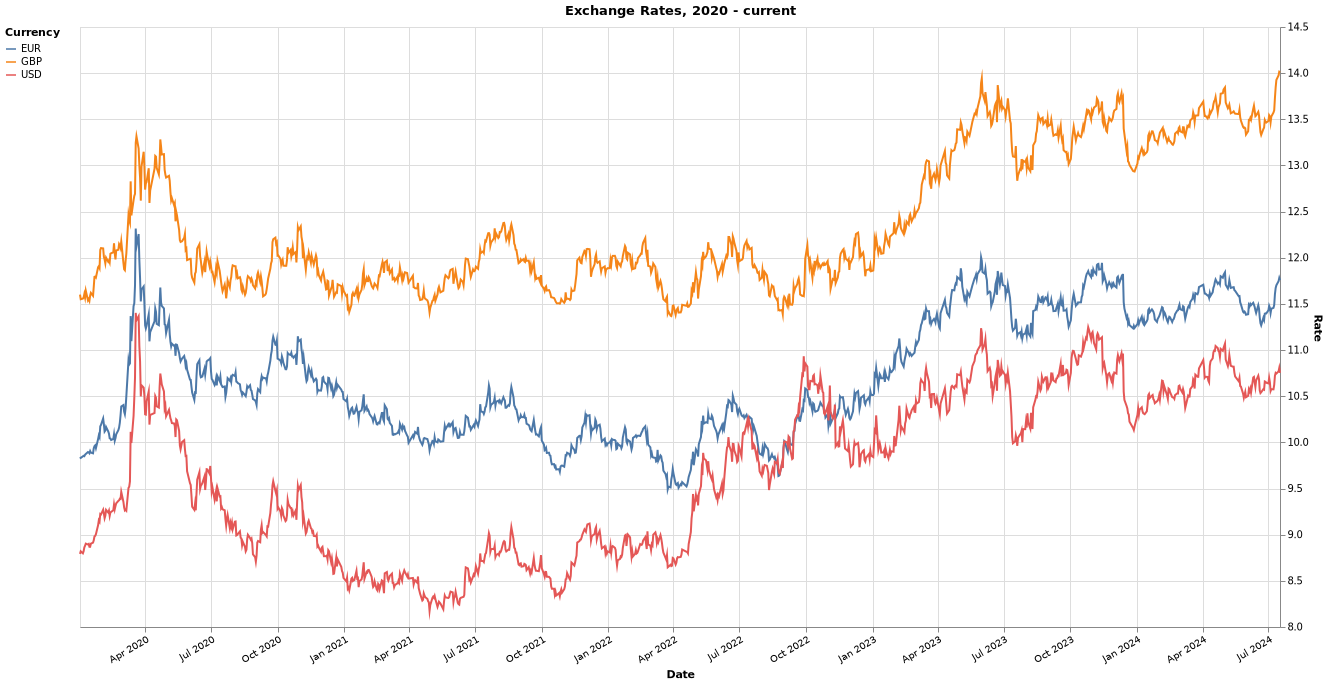 Exchange Rates, 2020 - current
Currency
EUR
GBP
USD
14.5
14.0
13.5
13.0
12.5
12.0
11.5
11.0
10.5
10.0
9.5
9.0
8.5
8.0
Rate
Apr 2020
Jul 2020
Oct 2020
Jan 2021
Apr 2021
Jul 2021
Oct 2021
Jan 2022
Apr 2022
Jul 2022
Oct 2022
Jan 2023
Apr 2023
Jul 2023
Oct 2023
Jan 2024
Apr 2024
Jul 2024
Date